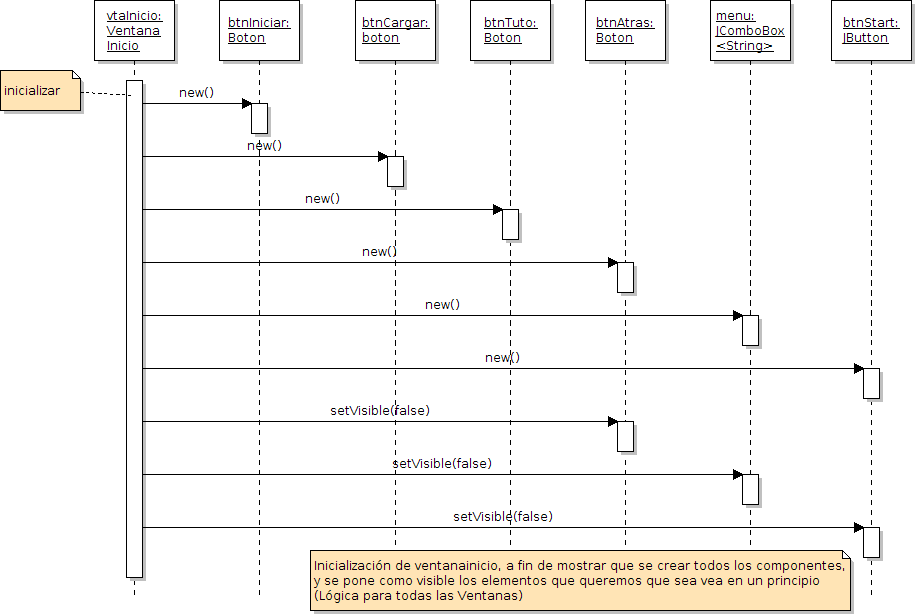 vtaInicio:
Ventana
Inicio
btnIniciar:
Boton
btnCargar:
boton
btnTuto:
Boton
btnAtras:
Boton
menu:
JComboBox
<String>
btnStart:
JButton
inicializar
new()
new()
new()
new()
new()
new()
setVisible(false)
setVisible(false)
setVisible(false)
Inicialización de ventanainicio, a fin de mostrar que se crear todos los componentes,
y se pone como visible los elementos que queremos que sea vea en un principio
(Lógica para todas las Ventanas)